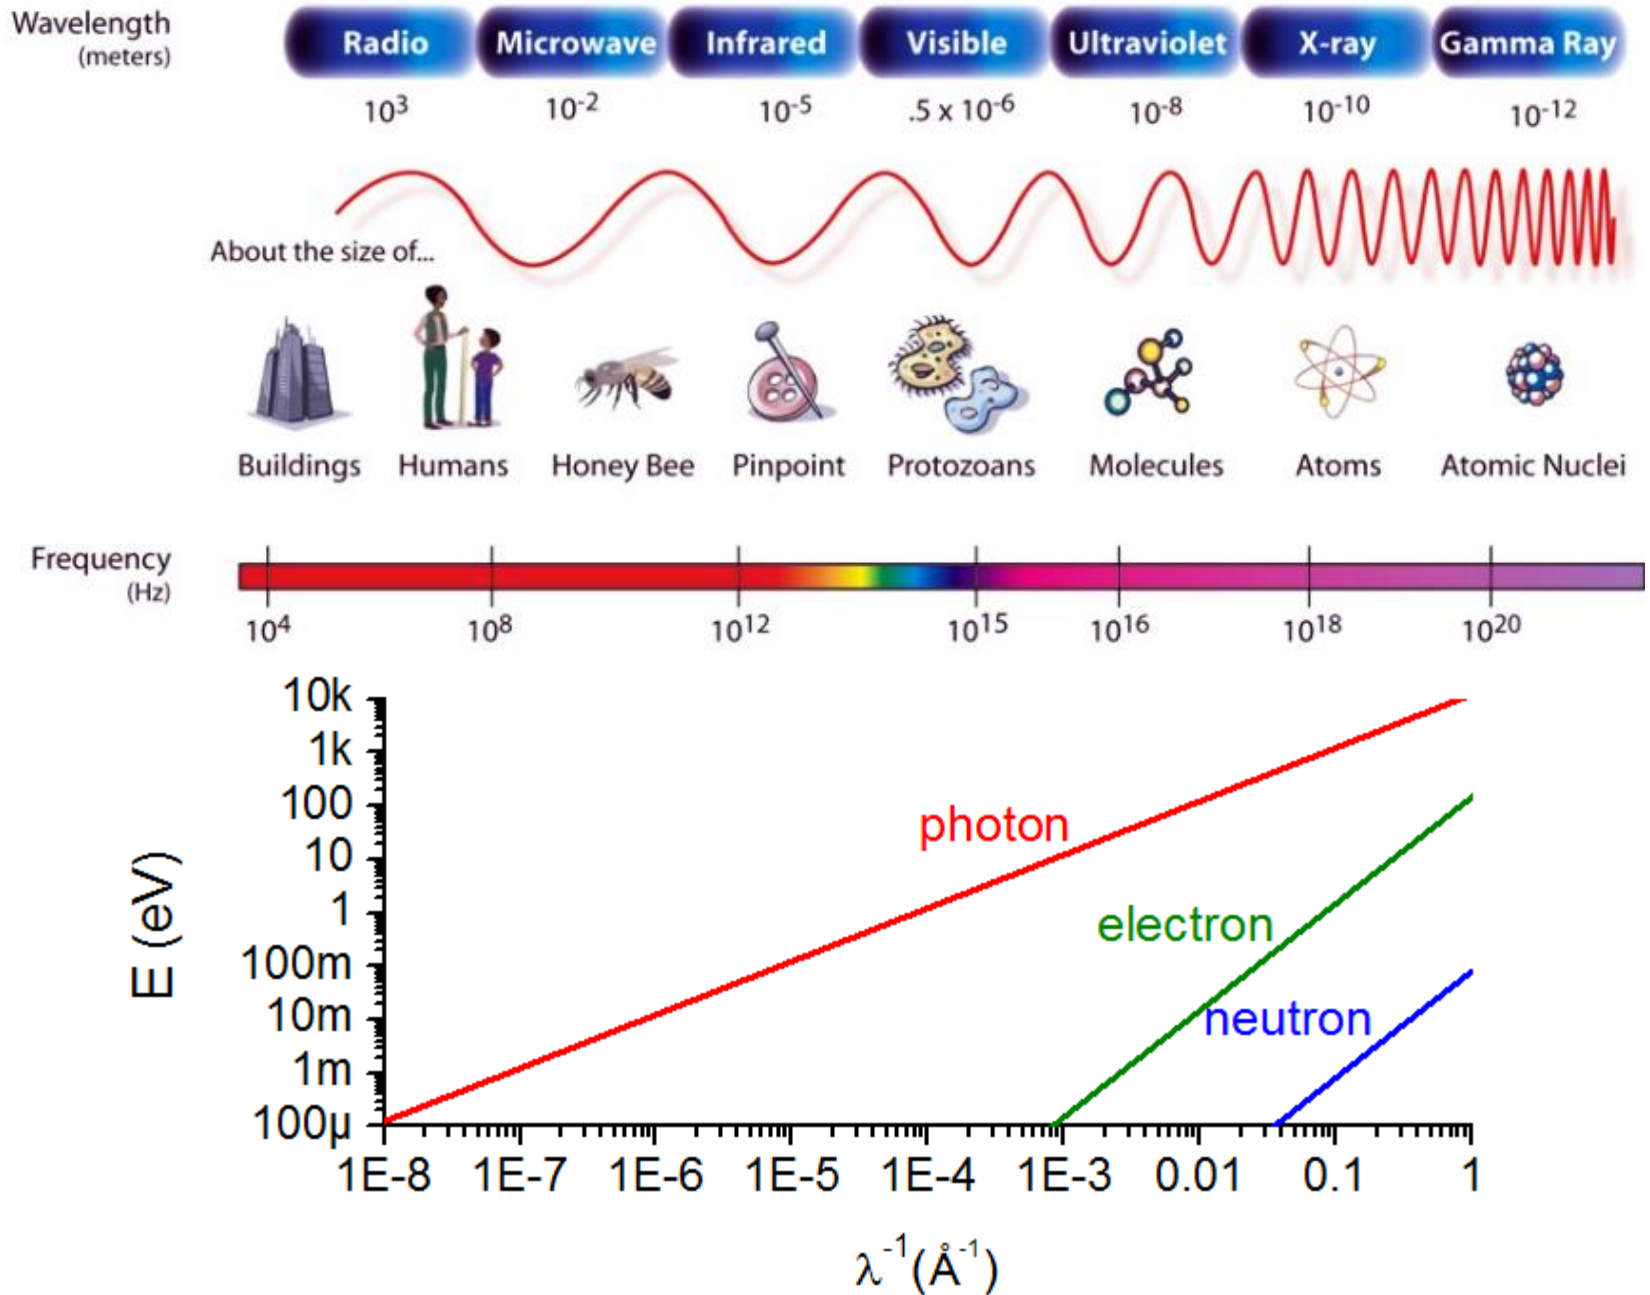 Wavelength
(meters)
Radio Microwave Infrared Visible Ultraviolet X-ray Gamma Ray
10³ 10⁻² 10⁻⁵ .5 x 10⁻⁶ 10⁻⁸ 10⁻¹⁰ 10⁻¹²
About the size of...
Buildings Humans Honey Bee Pinpoint Protozoans Molecules Atoms Atomic Nuclei
Frequency
(Hz)
10⁴ 10⁸ 10¹² 10¹⁵ 10¹⁶ 10¹⁸ 10²⁰
10k
1k
100
10
1
100m
10m
1m
100µ
E (eV)
photon
electron
neutron
1E-8 1E-7 1E-6 1E-5 1E-4 1E-3 0.01 0.1 1
λ⁻¹(Å⁻¹)